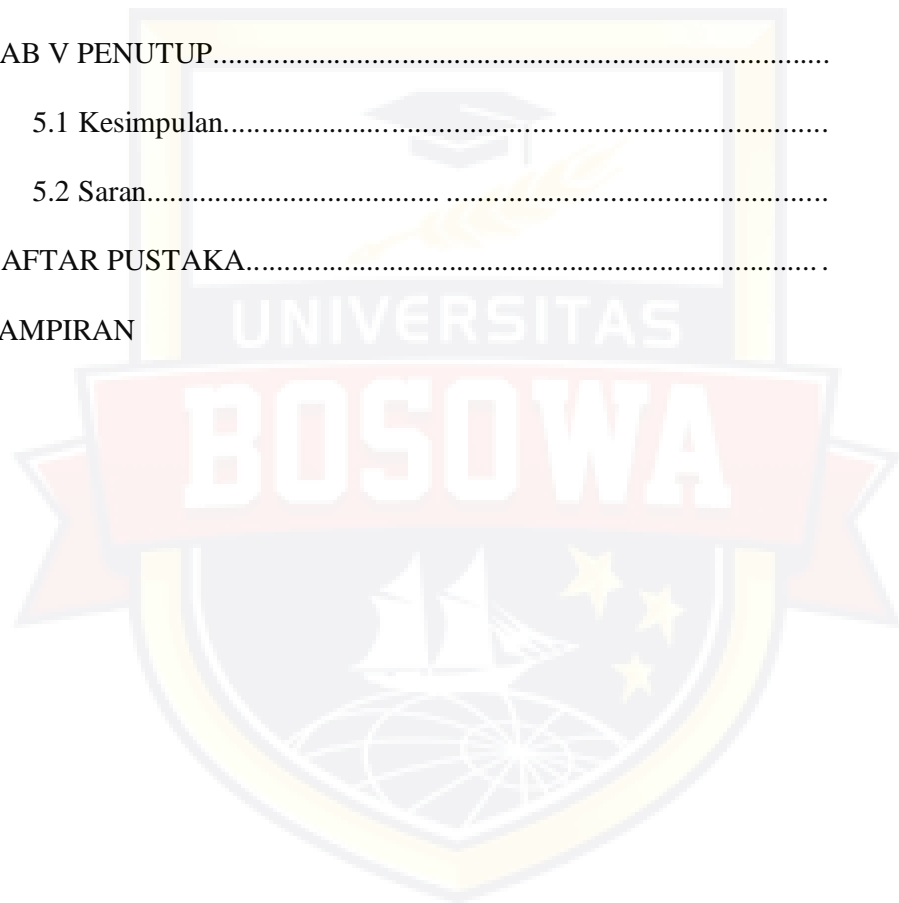 AB V PENUTUP................................................................................
5.1 Kesimpulan..............................................................................
5.2 Saran...................................... .................................................
AFTAR PUSTAKA.......................................................................... .
AMPIRAN
UNIVERSITAS
BOSOWA